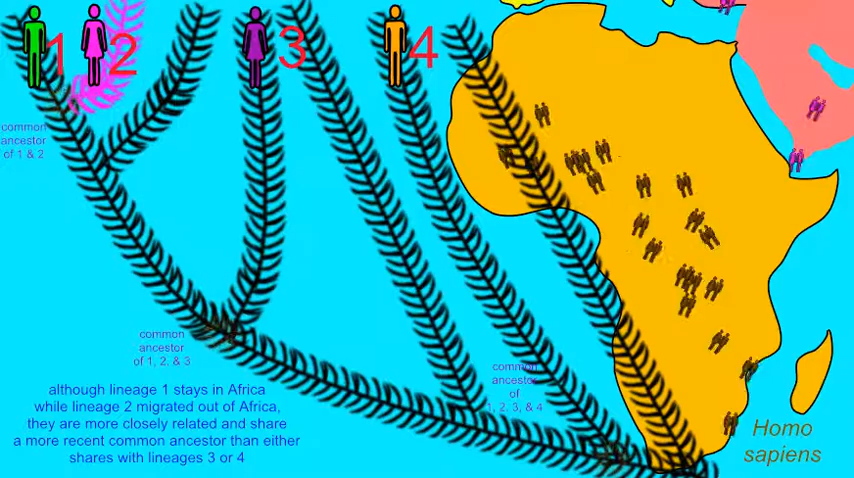 1
2
3
4
common
ancestor
of 1 & 2
common
ancestor
of 1, 2, & 3
common
ancestor
of
1, 2, 3, & 4
although lineage 1 stays in Africa
while lineage 2 migrated out of Africa,
they are more closely related and share
a more recent common ancestor than either
shares with lineages 3 or 4
Homo
sapiens